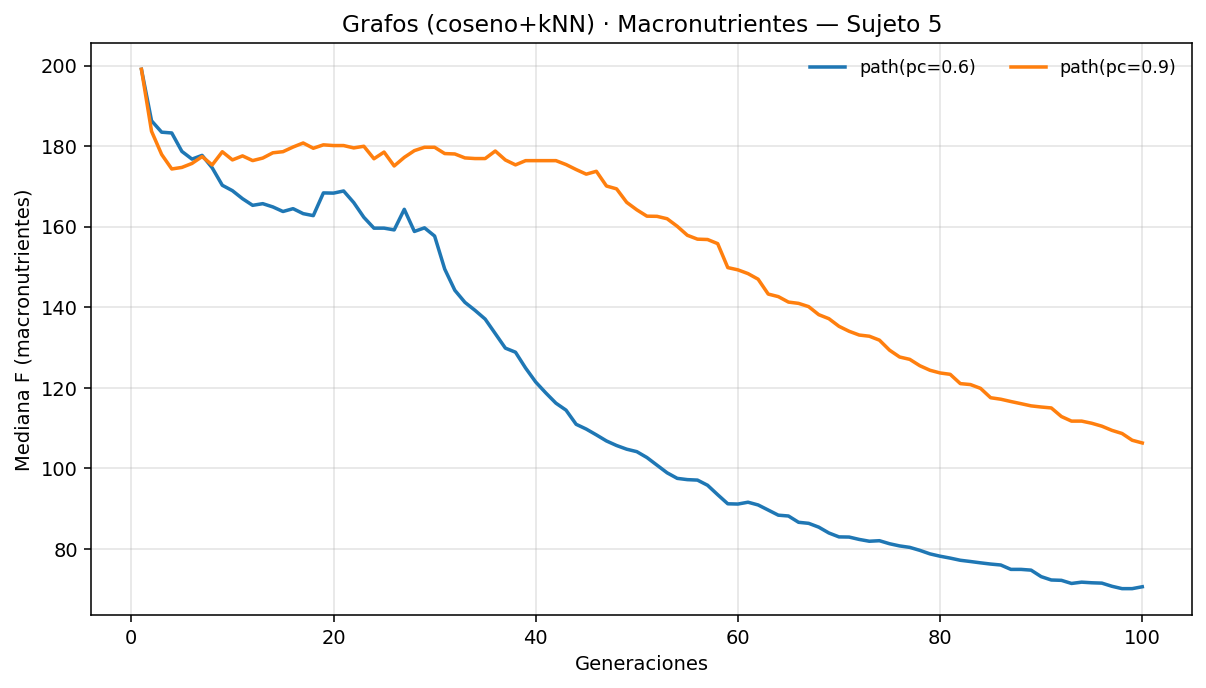 Grafos (coseno+kNN) · Macronutrientes — Sujeto 5
path(pc=0.6) path(pc=0.9)
Mediana F (macronutrientes)
200
180
160
140
120
100
80
0 20 40 60 80 100
Generaciones